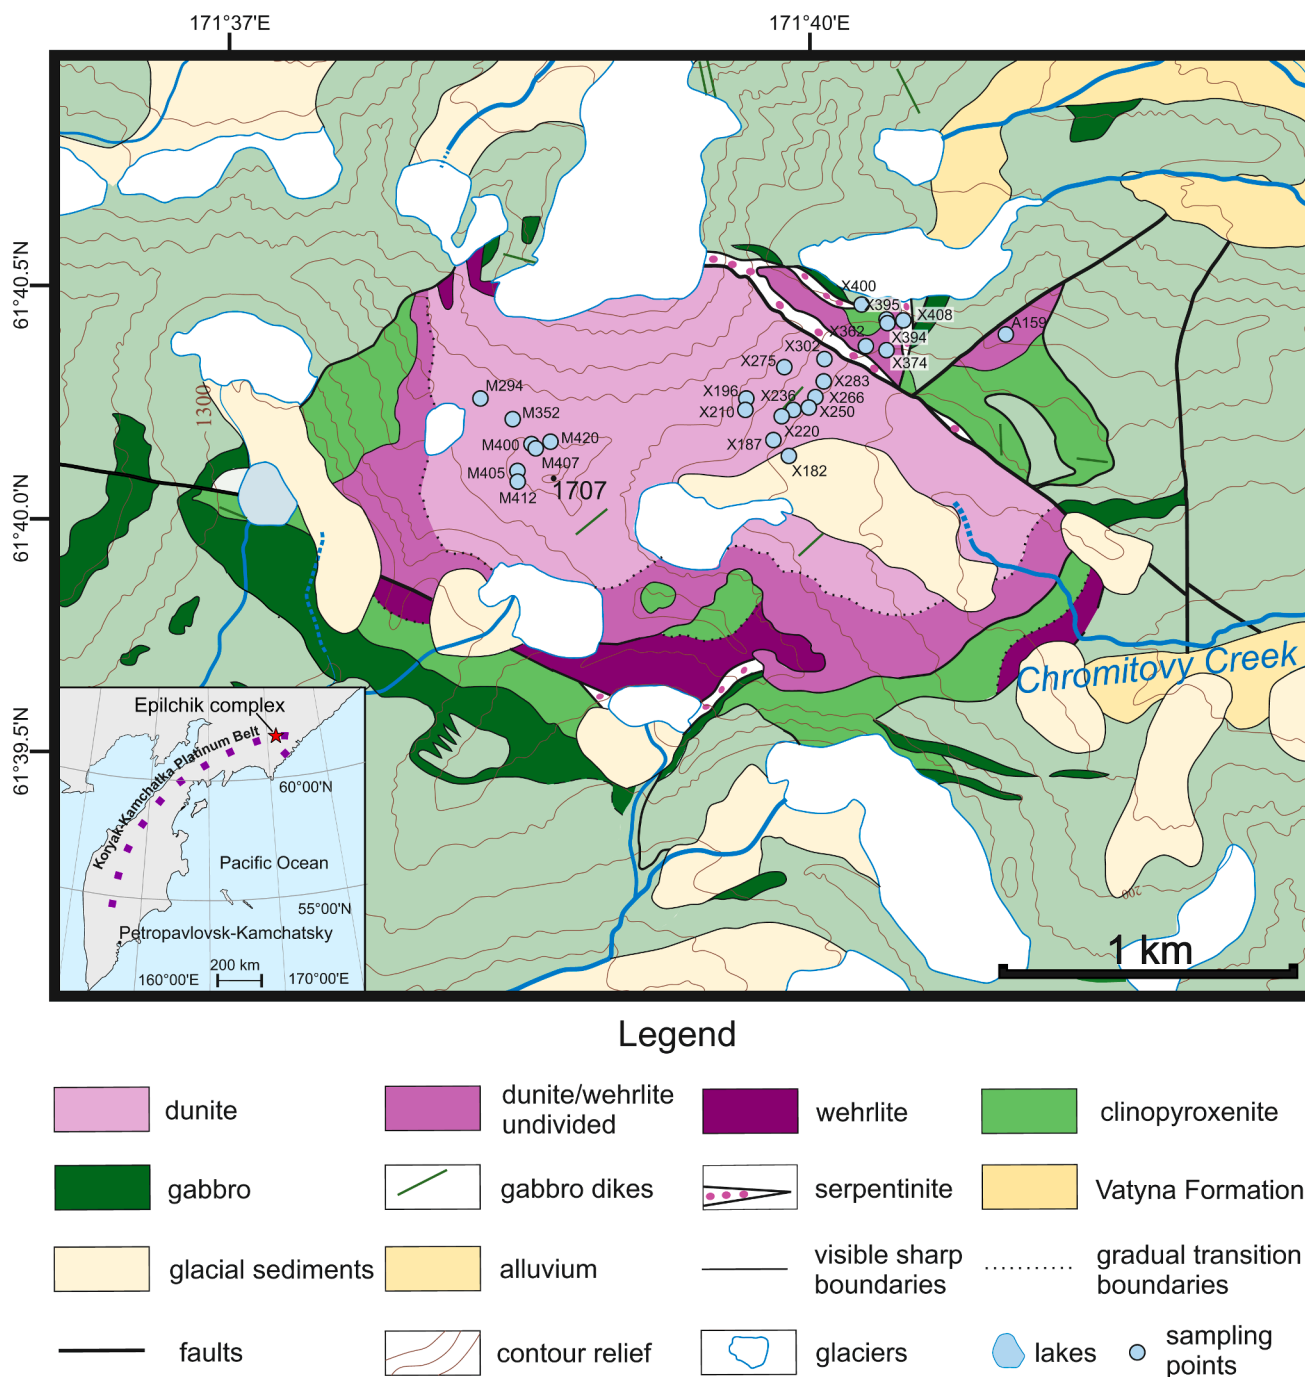 171°37'E
171°40'E
61°40.5'N
61°40.0'N
61°39.5'N
1300
X400
X395
X408
X394
X374
X362
X302
X275
X283
X196
X236
X266
X210
X250
X220
X187
X182
A159
M294
M352
M420
M400
M407
M405
M412
1707
Chromitovy Creek
200
1 km
Epilchik complex
Koryak-Kamchatka Platinum Belt
60°00'N
Pacific Ocean
55°00'N
Petropavlovsk-Kamchatsky
200 km
160°00'E
170°00'E
Legend
dunite
dunite/wehrlite
undivided
wehrlite
clinopyroxenite
gabbro
gabbro dikes
serpentinite
Vatyna Formation
glacial sediments
alluvium
visible sharp
boundaries
gradual transition
boundaries
faults
contour relief
glaciers
lakes
sampling
points